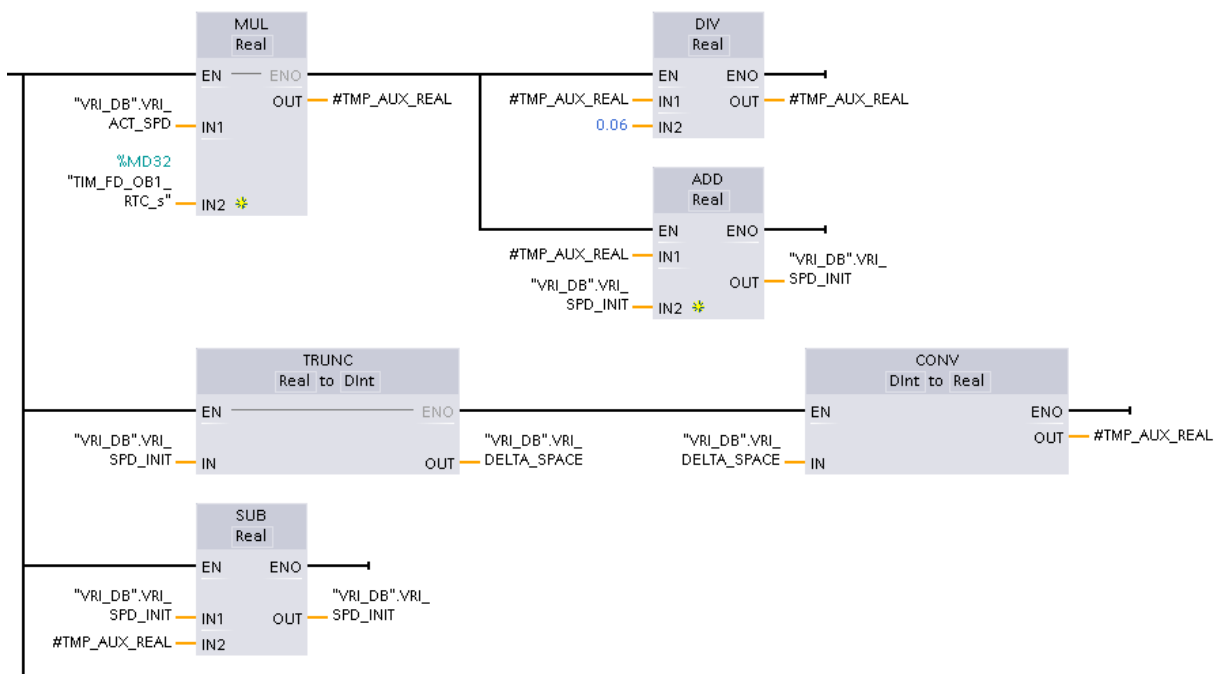 MUL
Real
EN
ENO
"VRI_DB".VRI_
ACT_SPD
IN1
OUT
#TMP_AUX_REAL
%MD32
"TIM_FD_OB1_
RTC_s"
IN2
DIV
Real
EN
ENO
#TMP_AUX_REAL
IN1
OUT
#TMP_AUX_REAL
0.06
IN2
ADD
Real
EN
ENO
#TMP_AUX_REAL
IN1
"VRI_DB".VRI_
SPD_INIT
IN2
OUT
"VRI_DB".VRI_
SPD_INIT
TRUNC
Real to DInt
EN
ENO
"VRI_DB".VRI_
SPD_INIT
IN
OUT
"VRI_DB".VRI_
DELTA_SPACE
CONV
DInt to Real
EN
ENO
"VRI_DB".VRI_
DELTA_SPACE
IN
OUT
#TMP_AUX_REAL
SUB
Real
EN
ENO
"VRI_DB".VRI_
SPD_INIT
IN1
OUT
"VRI_DB".VRI_
SPD_INIT
#TMP_AUX_REAL
IN2